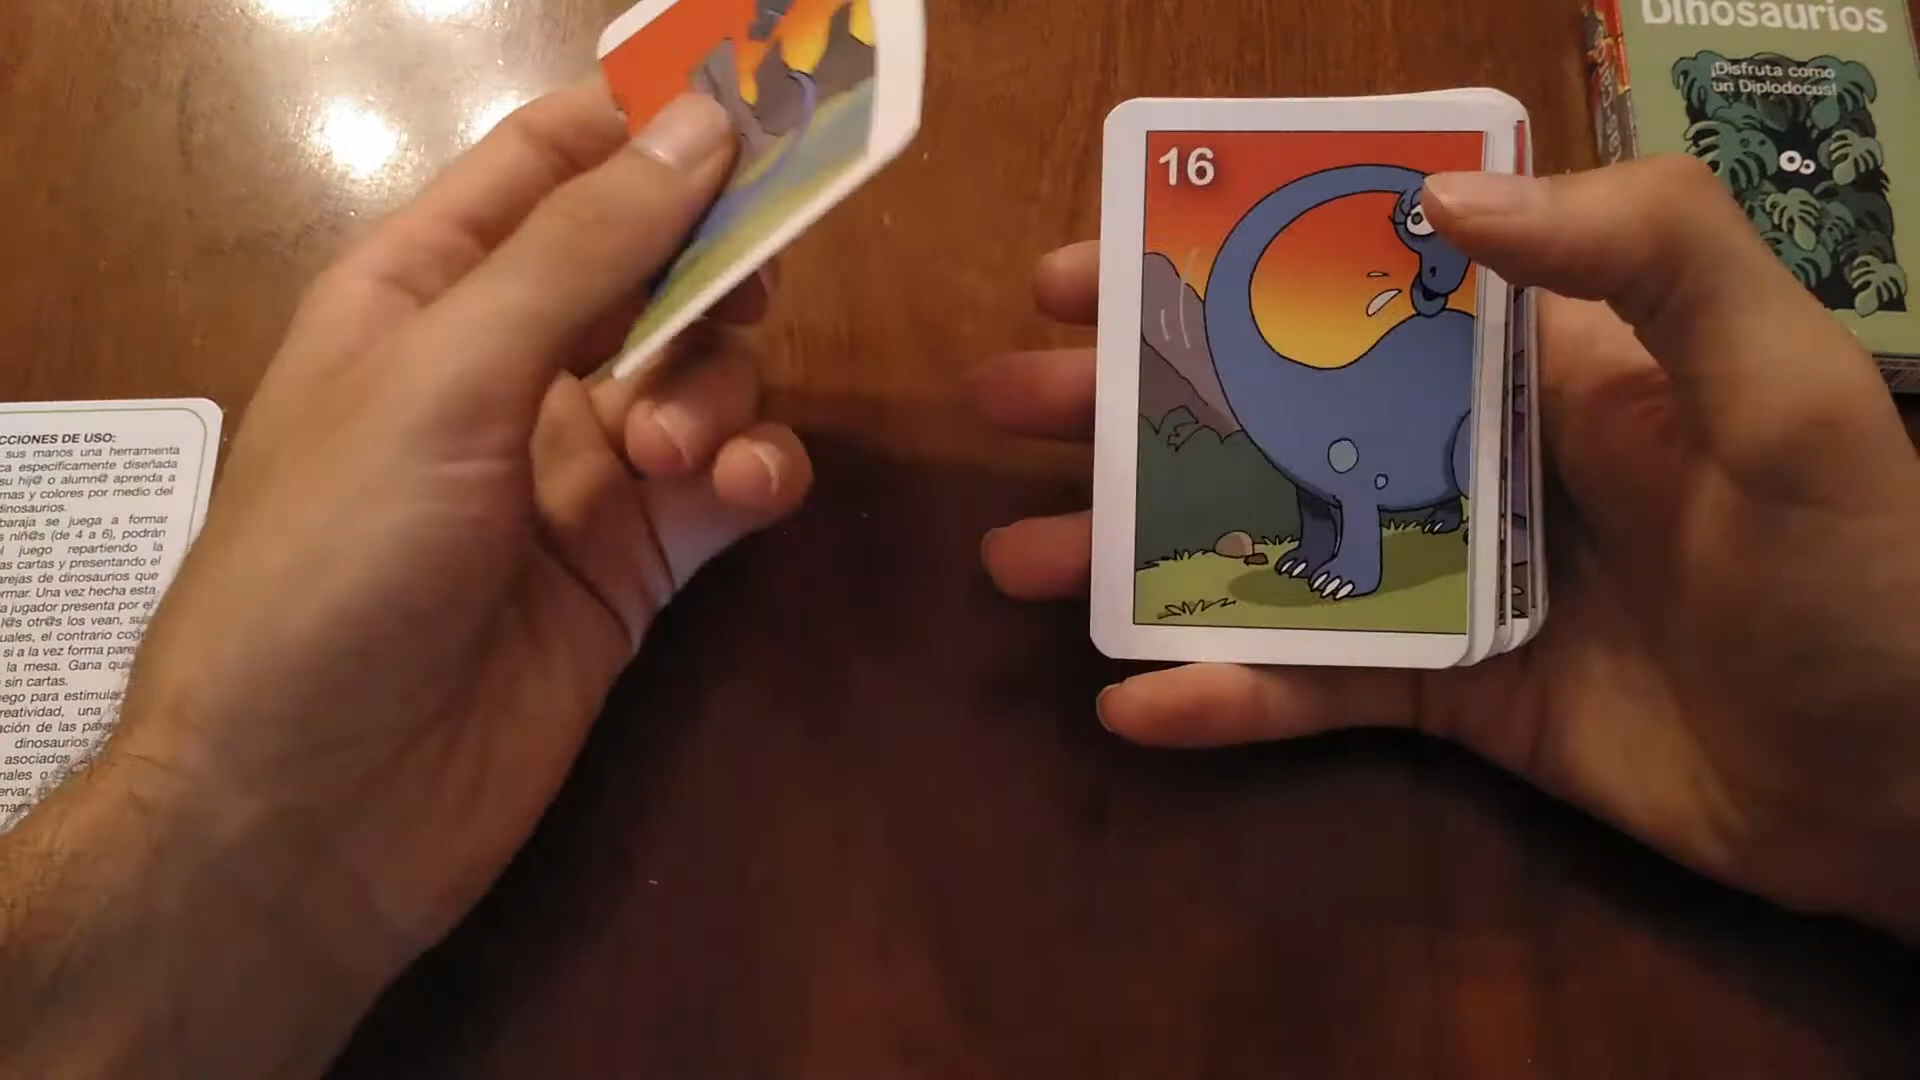 Dinosaurios
¡Disfruta como
un Diplodocus!
16
CCIONES DE USO:
sus manos una herramienta
ca específicamente diseñada
su hij@ o alumn@ aprenda a
mas y colores por medio del
dinosaurios.
baraja se juega a formar
s niñ@s (de 4 a 6), podrán
l juego repartiendo la
as cartas y presentando el
arejas de dinosaurios que
rmar. Una vez hecha esta
a jugador presenta por el
l@s otr@s los vean, su
uales, el contrario cog
si a la vez forma pare
la mesa. Gana qui
sin cartas.
ego para estimula
reatividad, una
ación de las pa
dinosaurios
asociados
nales o
ervar,